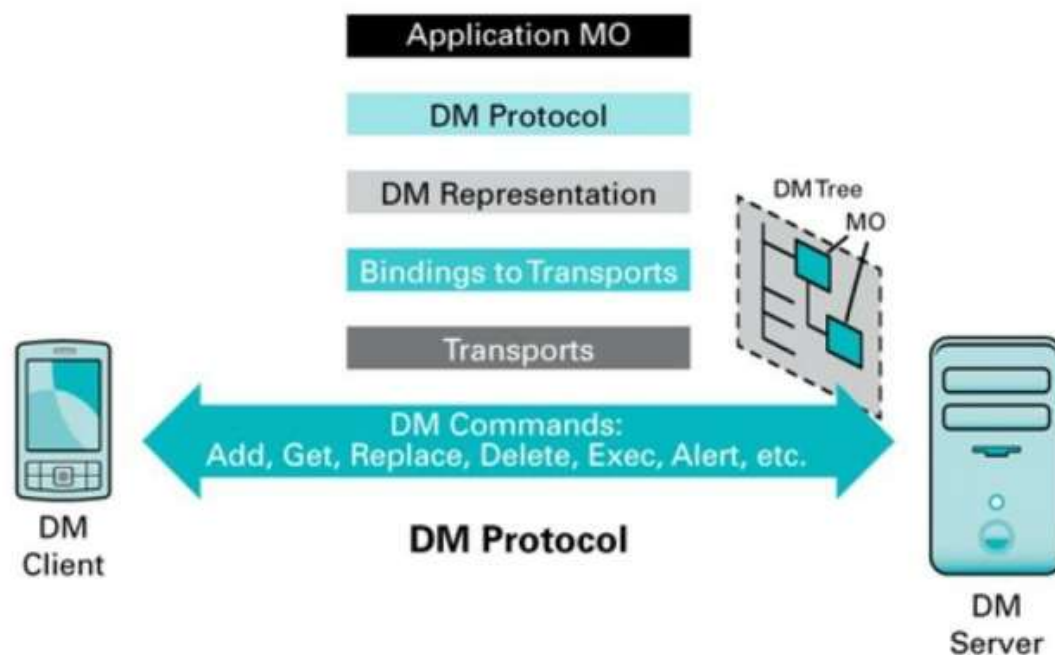 Application MO
DM Protocol
DM Representation
DM Tree
MO
Bindings to Transports
Transports
DM Commands:
Add, Get, Replace, Delete, Exec, Alert, etc.
DM
Client
DM Protocol
DM
Server